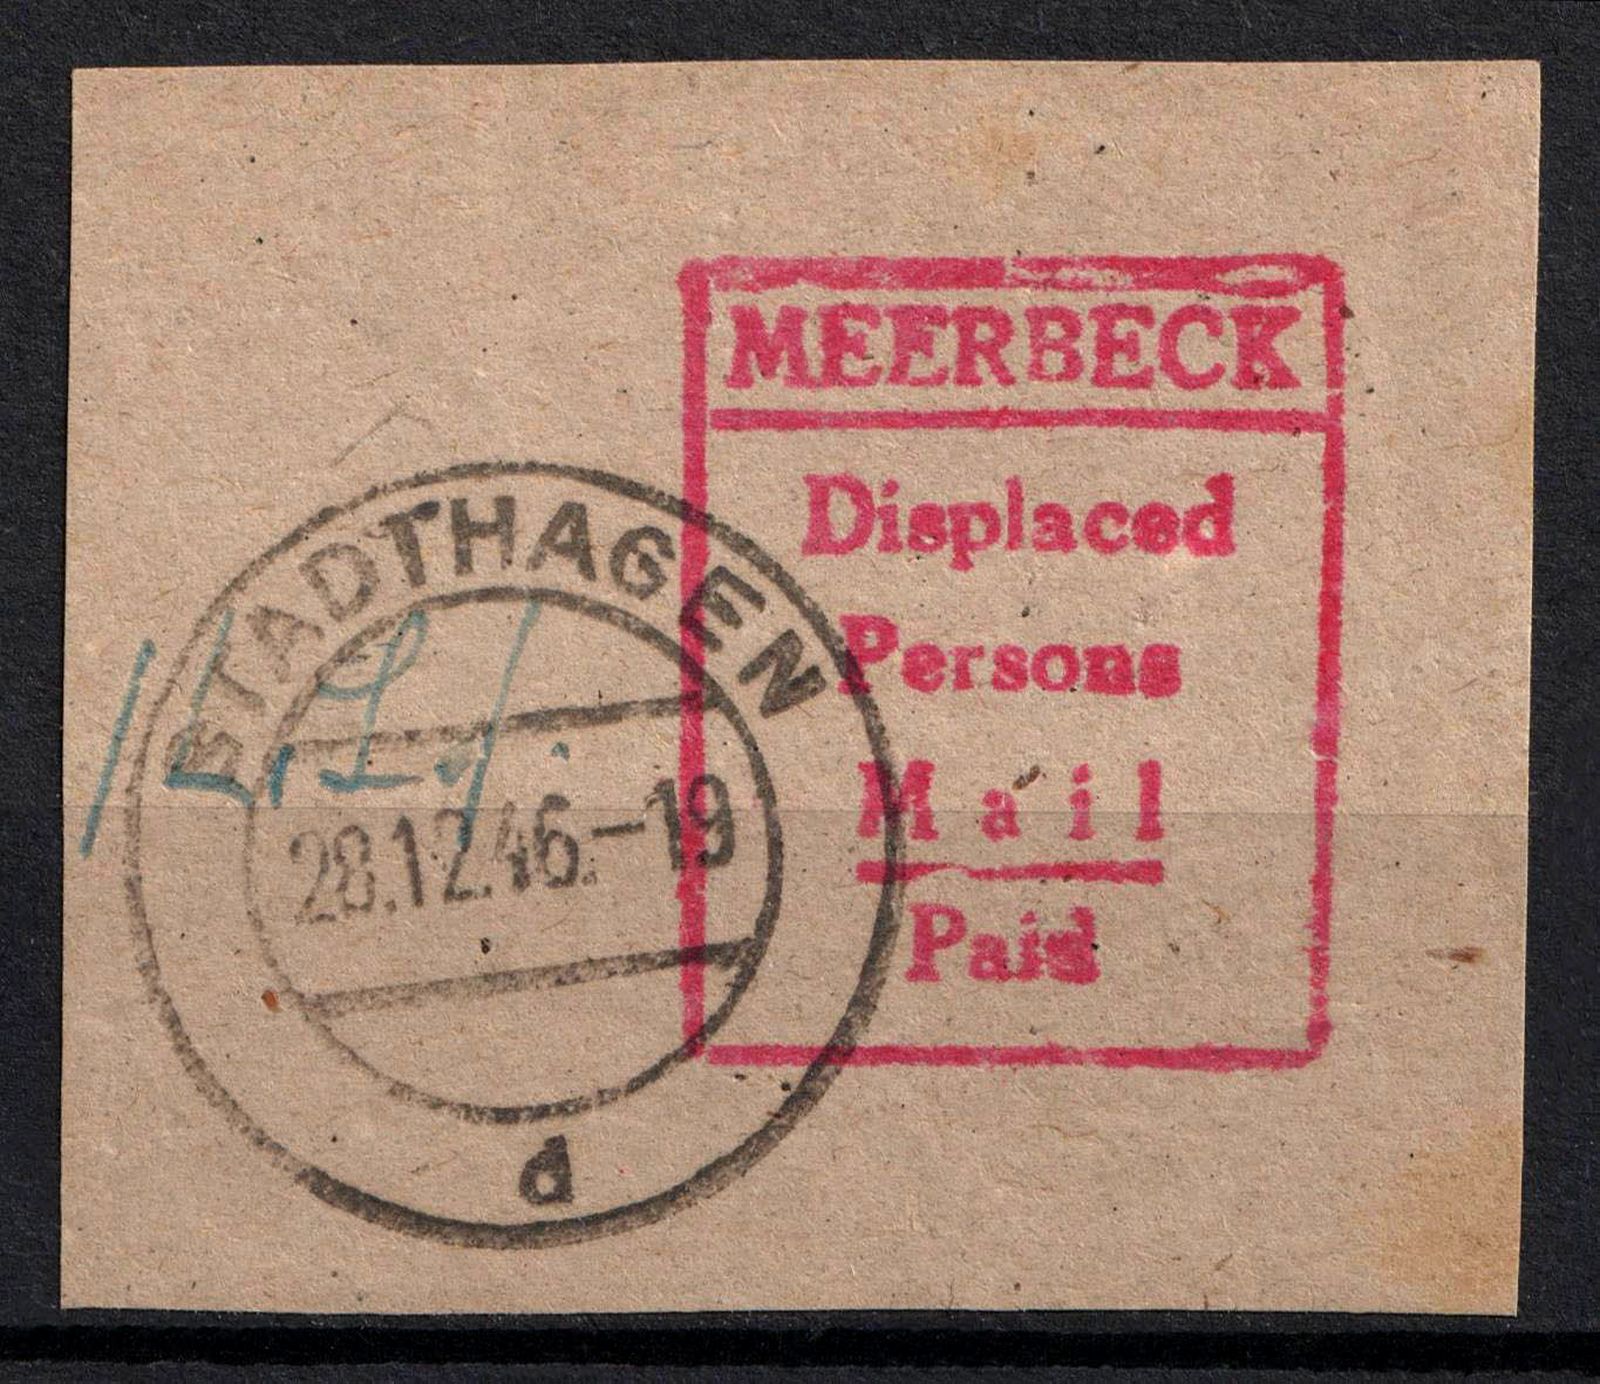 MEERBECK
Displaced
Persons
Mail
Paid
STADTHAGEN
28.12.46.-19
d